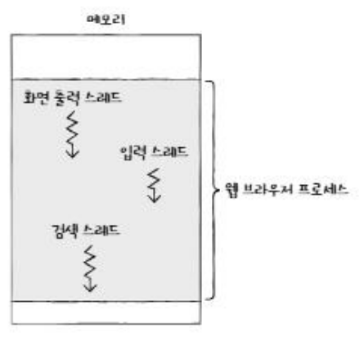 메모리
화면 출력 스레드
입력 스레드
웹 브라우저 프로세스
검색 스레드